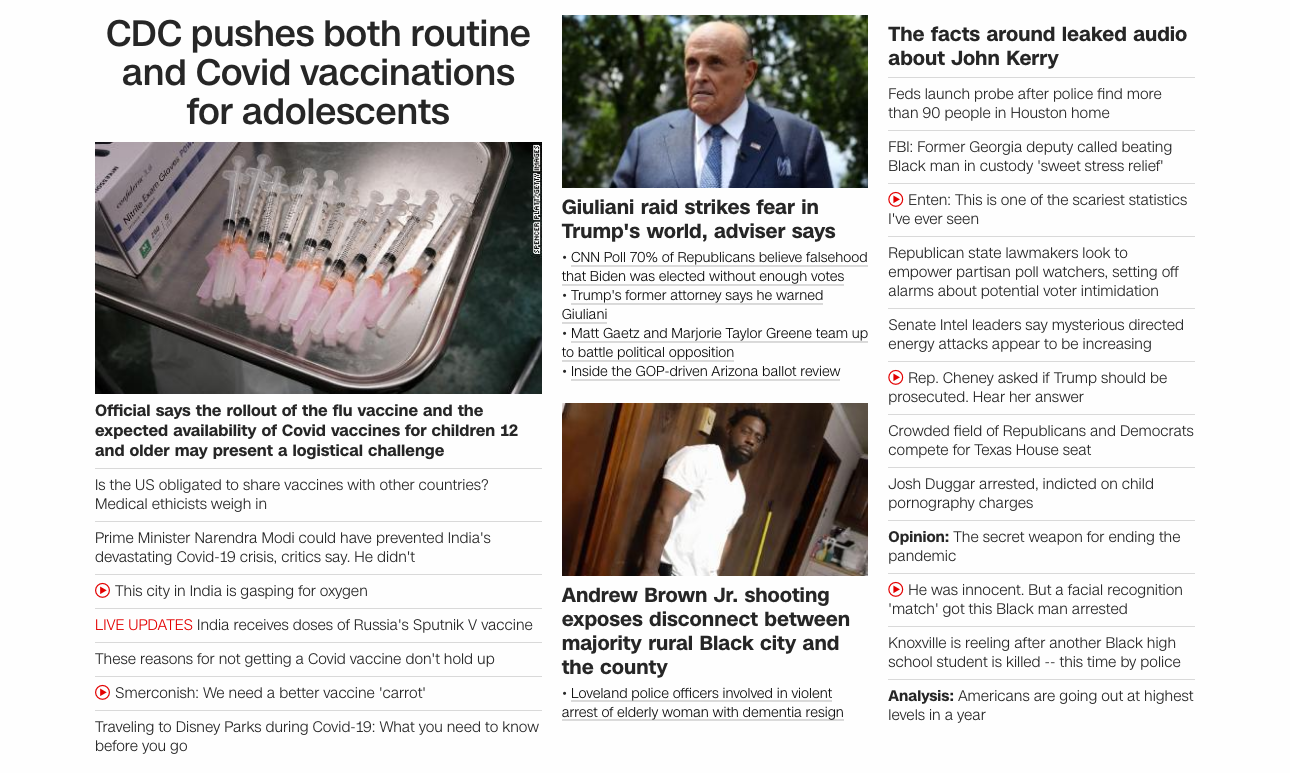 CDC pushes both routine
and Covid vaccinations
for adolescents
Nitrile Exam Gloves
SPENCER PLATT/GETTY IMAGES
Official says the rollout of the flu vaccine and the
expected availability of Covid vaccines for children 12
and older may present a logistical challenge
Is the US obligated to share vaccines with other countries?
Medical ethicists weigh in
Prime Minister Narendra Modi could have prevented India's
devastating Covid-19 crisis, critics say. He didn't
This city in India is gasping for oxygen
LIVE UPDATES India receives doses of Russia's Sputnik V vaccine
These reasons for not getting a Covid vaccine don't hold up
Smerconish: We need a better vaccine 'carrot'
Traveling to Disney Parks during Covid-19: What you need to know
before you go
Giuliani raid strikes fear in
Trump's world, adviser says
• CNN Poll 70% of Republicans believe falsehood
that Biden was elected without enough votes
• Trump's former attorney says he warned
Giuliani
• Matt Gaetz and Marjorie Taylor Greene team up
to battle political opposition
• Inside the GOP-driven Arizona ballot review
Andrew Brown Jr. shooting
exposes disconnect between
majority rural Black city and
the county
• Loveland police officers involved in violent
arrest of elderly woman with dementia resign
The facts around leaked audio
about John Kerry
Feds launch probe after police find more
than 90 people in Houston home
FBI: Former Georgia deputy called beating
Black man in custody 'sweet stress relief'
Enten: This is one of the scariest statistics
I've ever seen
Republican state lawmakers look to
empower partisan poll watchers, setting off
alarms about potential voter intimidation
Senate Intel leaders say mysterious directed
energy attacks appear to be increasing
Rep. Cheney asked if Trump should be
prosecuted. Hear her answer
Crowded field of Republicans and Democrats
compete for Texas House seat
Josh Duggar arrested, indicted on child
pornography charges
Opinion: The secret weapon for ending the
pandemic
He was innocent. But a facial recognition
'match' got this Black man arrested
Knoxville is reeling after another Black high
school student is killed -- this time by police
Analysis: Americans are going out at highest
levels in a year